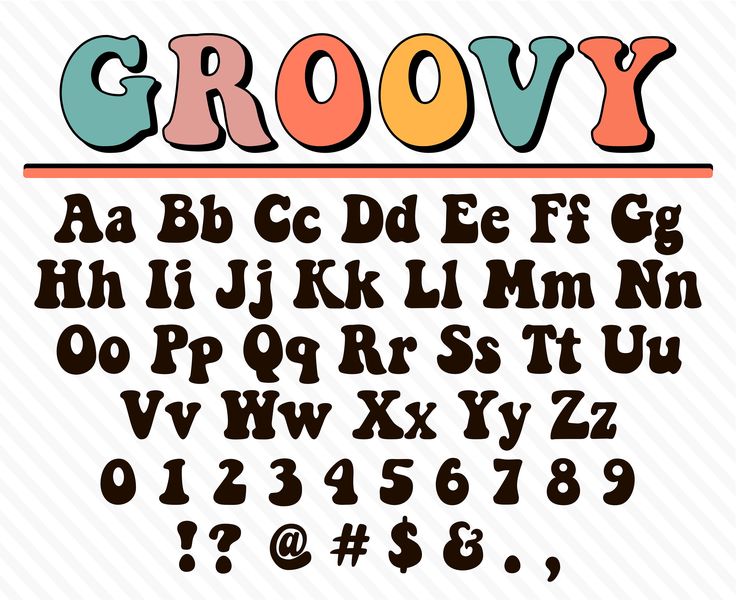 GROOVY
Aa Bb Cc Dd Ee Ff Gg
Hh Ii Jj Kk Ll Mm Nn
Oo Pp Qq Rr Ss Tt Uu
Vv Ww Xx Yy Zz
0 1 2 3 4 5 6 7 8 9
!? @ # $ & . ,